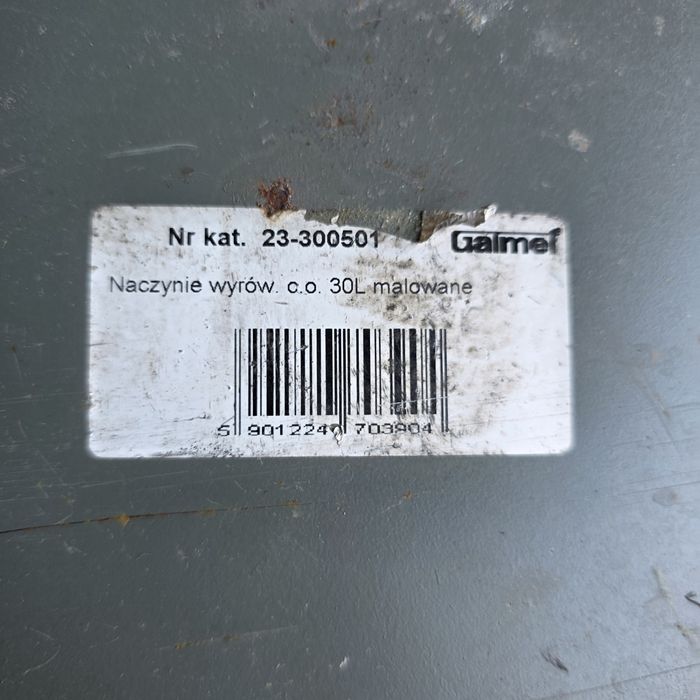 Nr kat. 23-300501 Galmet
Naczynie wyrów. c.o. 30L malowane
5 901224 703904